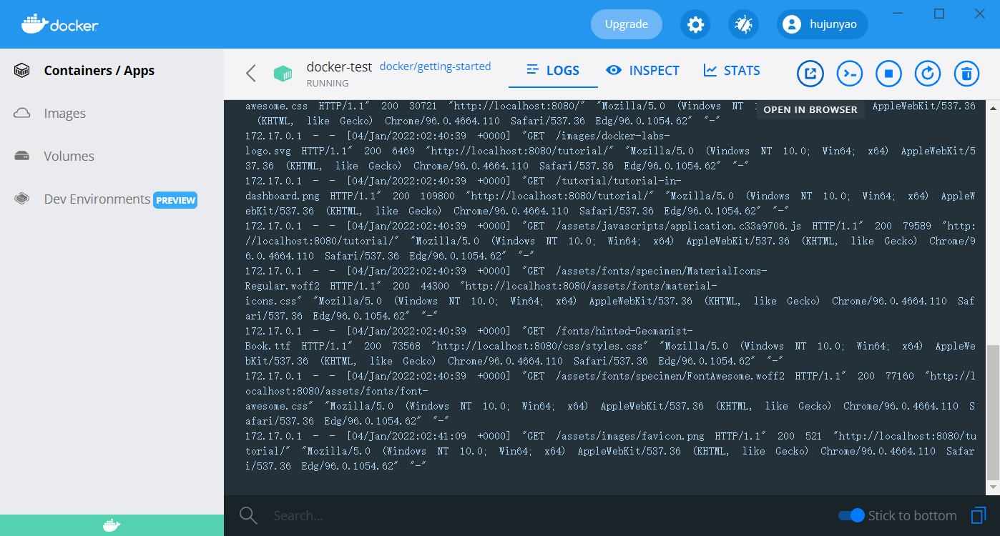 docker
Upgrade
hujunyao
Containers / Apps
Images
Volumes
Dev Environments PREVIEW
docker-test docker/getting-started
RUNNING
LOGS
INSPECT
STATS
OPEN IN BROWSER
awesome.css HTTP/1.1" 200 30721 "http://localhost:8080/" "Mozilla/5.0 (Windows NT 1 AppleWebKit/537.36
(KHTML, like Gecko) Chrome/96.0.4664.110 Safari/537.36 Edg/96.0.1054.62" "-"
172.17.0.1 - - [04/Jan/2022:02:40:39 +0000] "GET /images/docker-labs-
logo.svg HTTP/1.1" 200 6469 "http://localhost:8080/tutorial/" "Mozilla/5.0 (Windows NT 10.0; Win64; x64) AppleWebKit/5
37.36 (KHTML, like Gecko) Chrome/96.0.4664.110 Safari/537.36 Edg/96.0.1054.62" "-"
172.17.0.1 - - [04/Jan/2022:02:40:39 +0000] "GET /tutorial/tutorial-in-
dashboard.png HTTP/1.1" 200 109800 "http://localhost:8080/tutorial/" "Mozilla/5.0 (Windows NT 10.0; Win64; x64) AppleW
ebKit/537.36 (KHTML, like Gecko) Chrome/96.0.4664.110 Safari/537.36 Edg/96.0.1054.62" "-"
172.17.0.1 - - [04/Jan/2022:02:40:39 +0000] "GET /assets/javascripts/application.c33a9706.js HTTP/1.1" 200 79589 "http:
//localhost:8080/tutorial/" "Mozilla/5.0 (Windows NT 10.0; Win64; x64) AppleWebKit/537.36 (KHTML, like Gecko) Chrome/9
6.0.4664.110 Safari/537.36 Edg/96.0.1054.62" "-"
172.17.0.1 - - [04/Jan/2022:02:40:39 +0000] "GET /assets/fonts/specimen/MaterialIcons-
Regular.woff2 HTTP/1.1" 200 44300 "http://localhost:8080/assets/fonts/material-
icons.css" "Mozilla/5.0 (Windows NT 10.0; Win64; x64) AppleWebKit/537.36 (KHTML, like Gecko) Chrome/96.0.4664.110 Saf
ari/537.36 Edg/96.0.1054.62" "-"
172.17.0.1 - - [04/Jan/2022:02:40:39 +0000] "GET /fonts/hinted-Geomanist-
Book.ttf HTTP/1.1" 200 73568 "http://localhost:8080/css/styles.css" "Mozilla/5.0 (Windows NT 10.0; Win64; x64) AppleWe
bKit/537.36 (KHTML, like Gecko) Chrome/96.0.4664.110 Safari/537.36 Edg/96.0.1054.62" "-"
172.17.0.1 - - [04/Jan/2022:02:40:39 +0000] "GET /assets/fonts/specimen/FontAwesome.woff2 HTTP/1.1" 200 77160 "http://l
ocalhost:8080/assets/fonts/font-
awesome.css" "Mozilla/5.0 (Windows NT 10.0; Win64; x64) AppleWebKit/537.36 (KHTML, like Gecko) Chrome/96.0.4664.110 S
afari/537.36 Edg/96.0.1054.62" "-"
172.17.0.1 - - [04/Jan/2022:02:41:09 +0000] "GET /assets/images/favicon.png HTTP/1.1" 200 521 "http://localhost:8080/tu
torial/" "Mozilla/5.0 (Windows NT 10.0; Win64; x64) AppleWebKit/537.36 (KHTML, like Gecko) Chrome/96.0.4664.110 Safar
i/537.36 Edg/96.0.1054.62" "-"
Search...
Stick to bottom